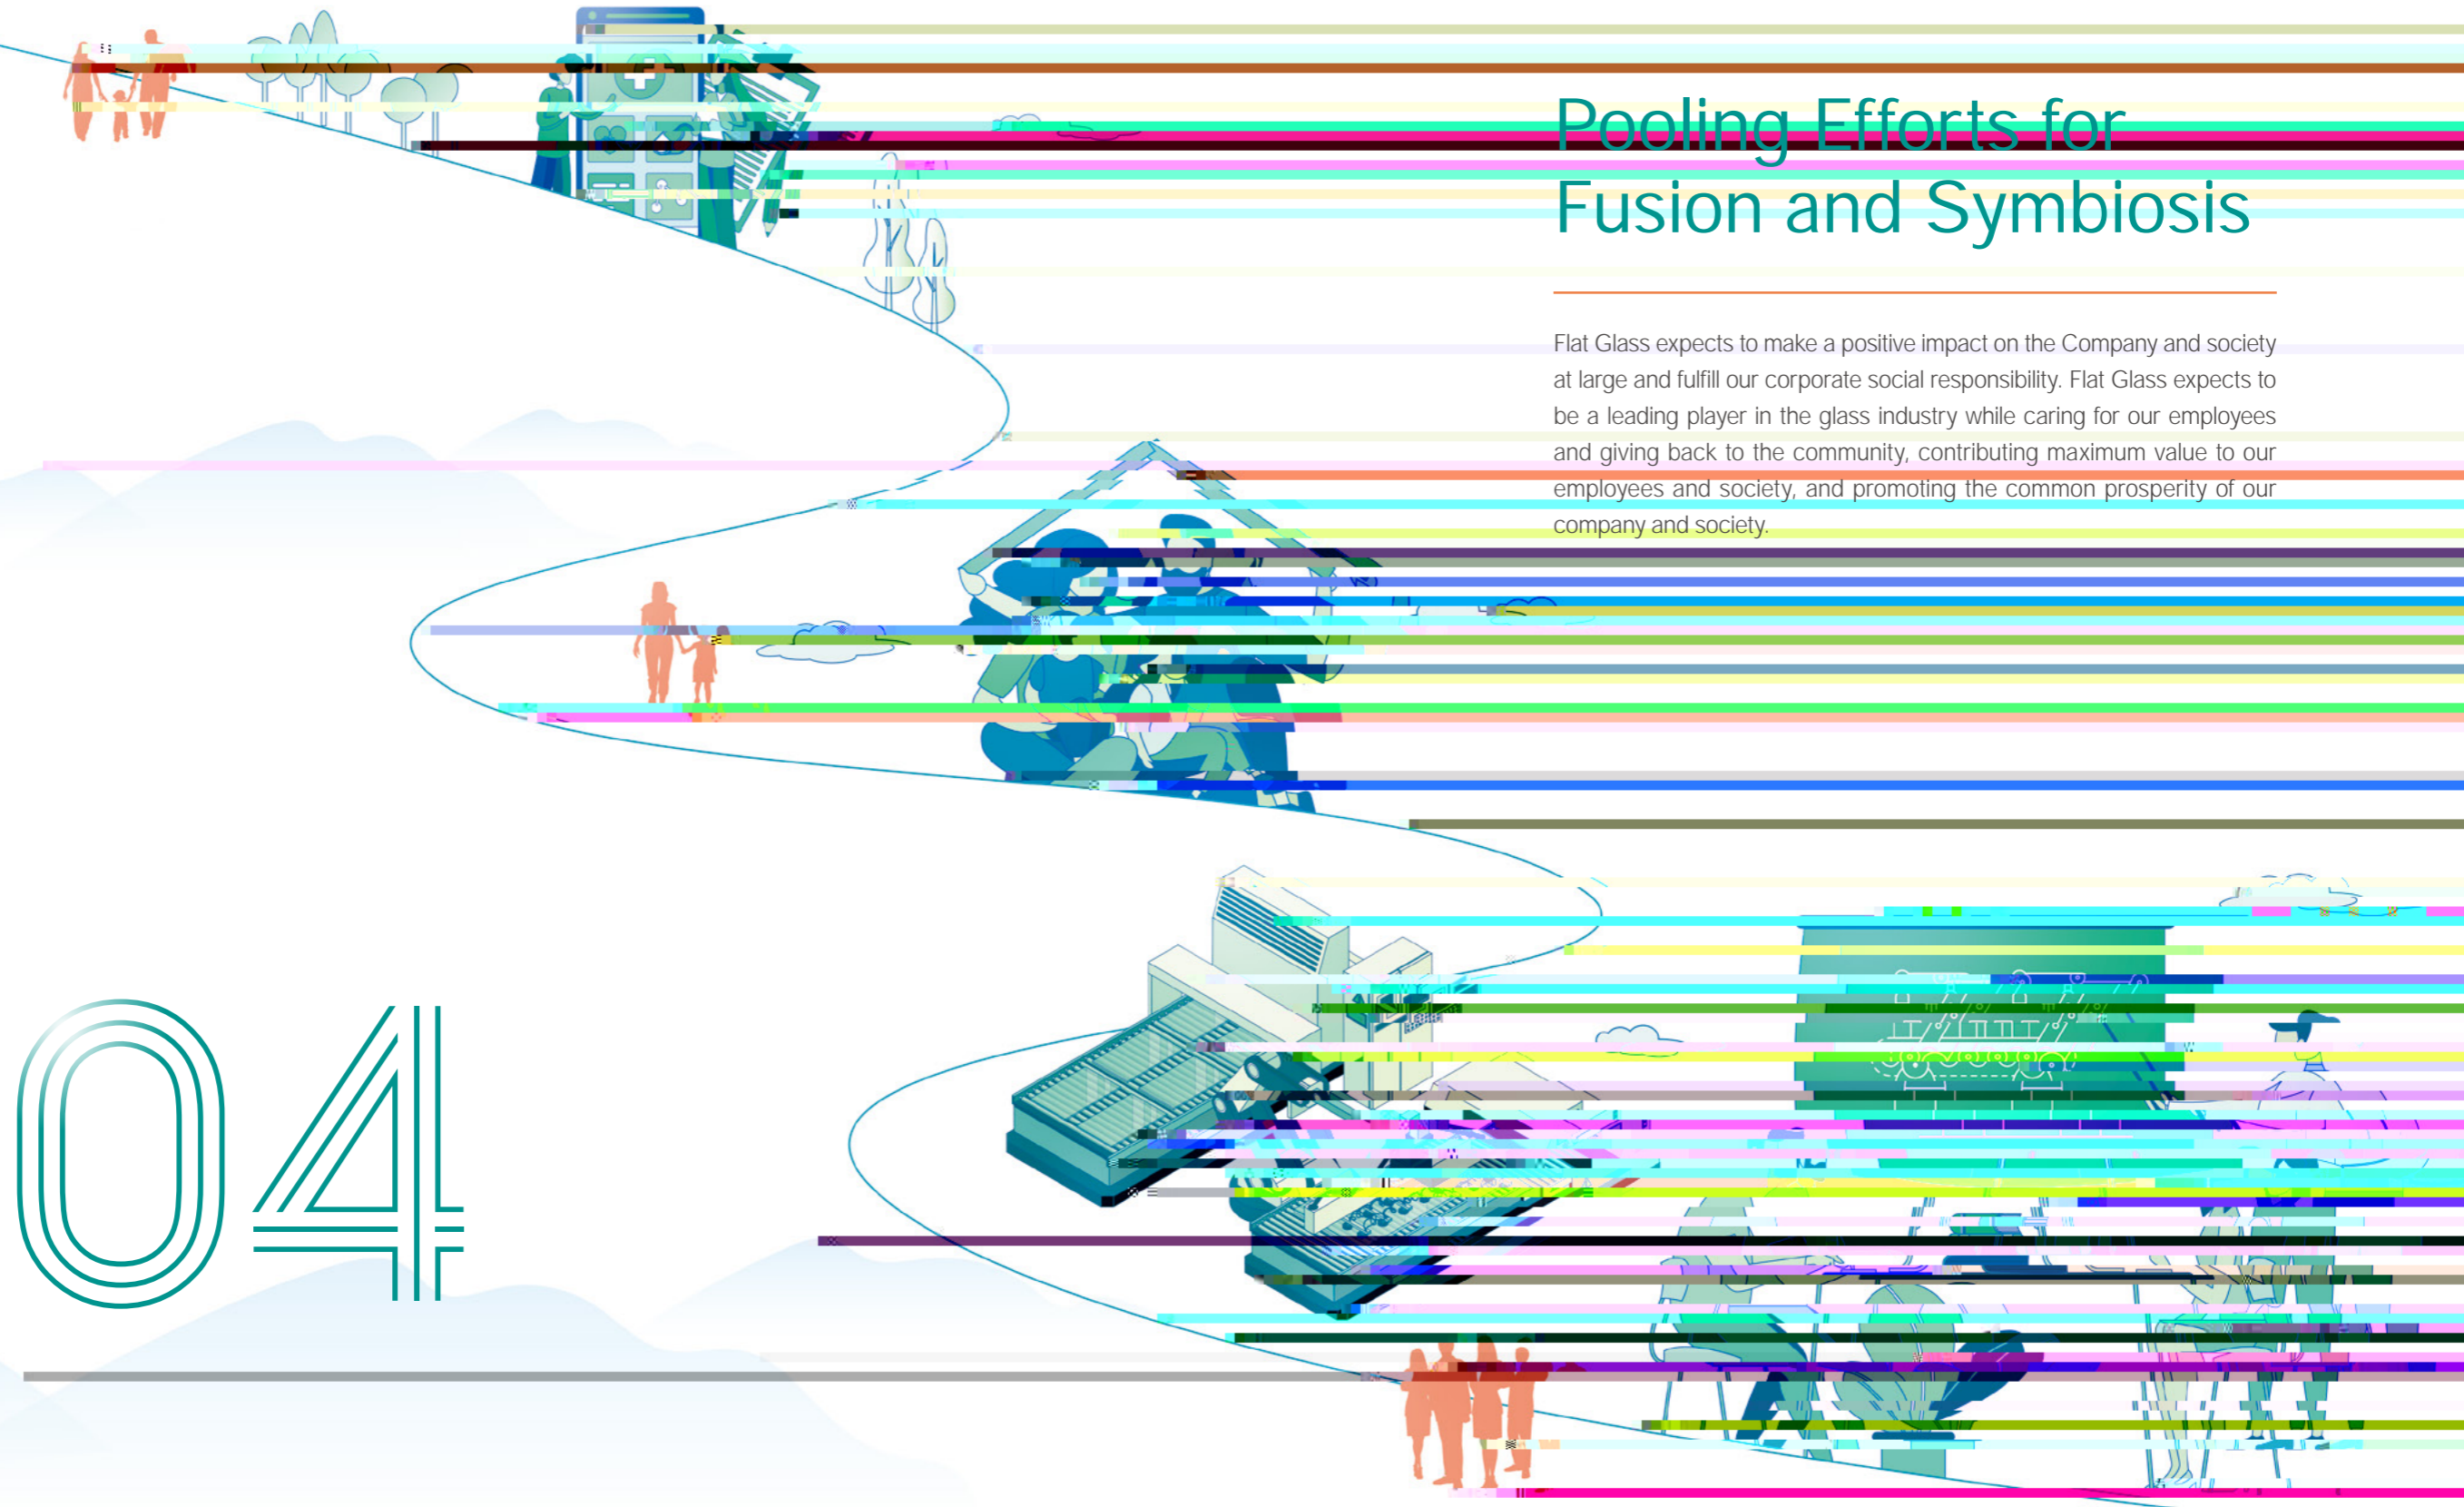 Pooling Efforts for
Fusion and Symbiosis
Flat Glass expects to make a positive impact on the Company and society
at large and fulfill our corporate social responsibility. Flat Glass expects to
be a leading player in the glass industry while caring for our employees
and giving back to the community, contributing maximum value to our
employees and society, and promoting the common prosperity of our
company and society.
04